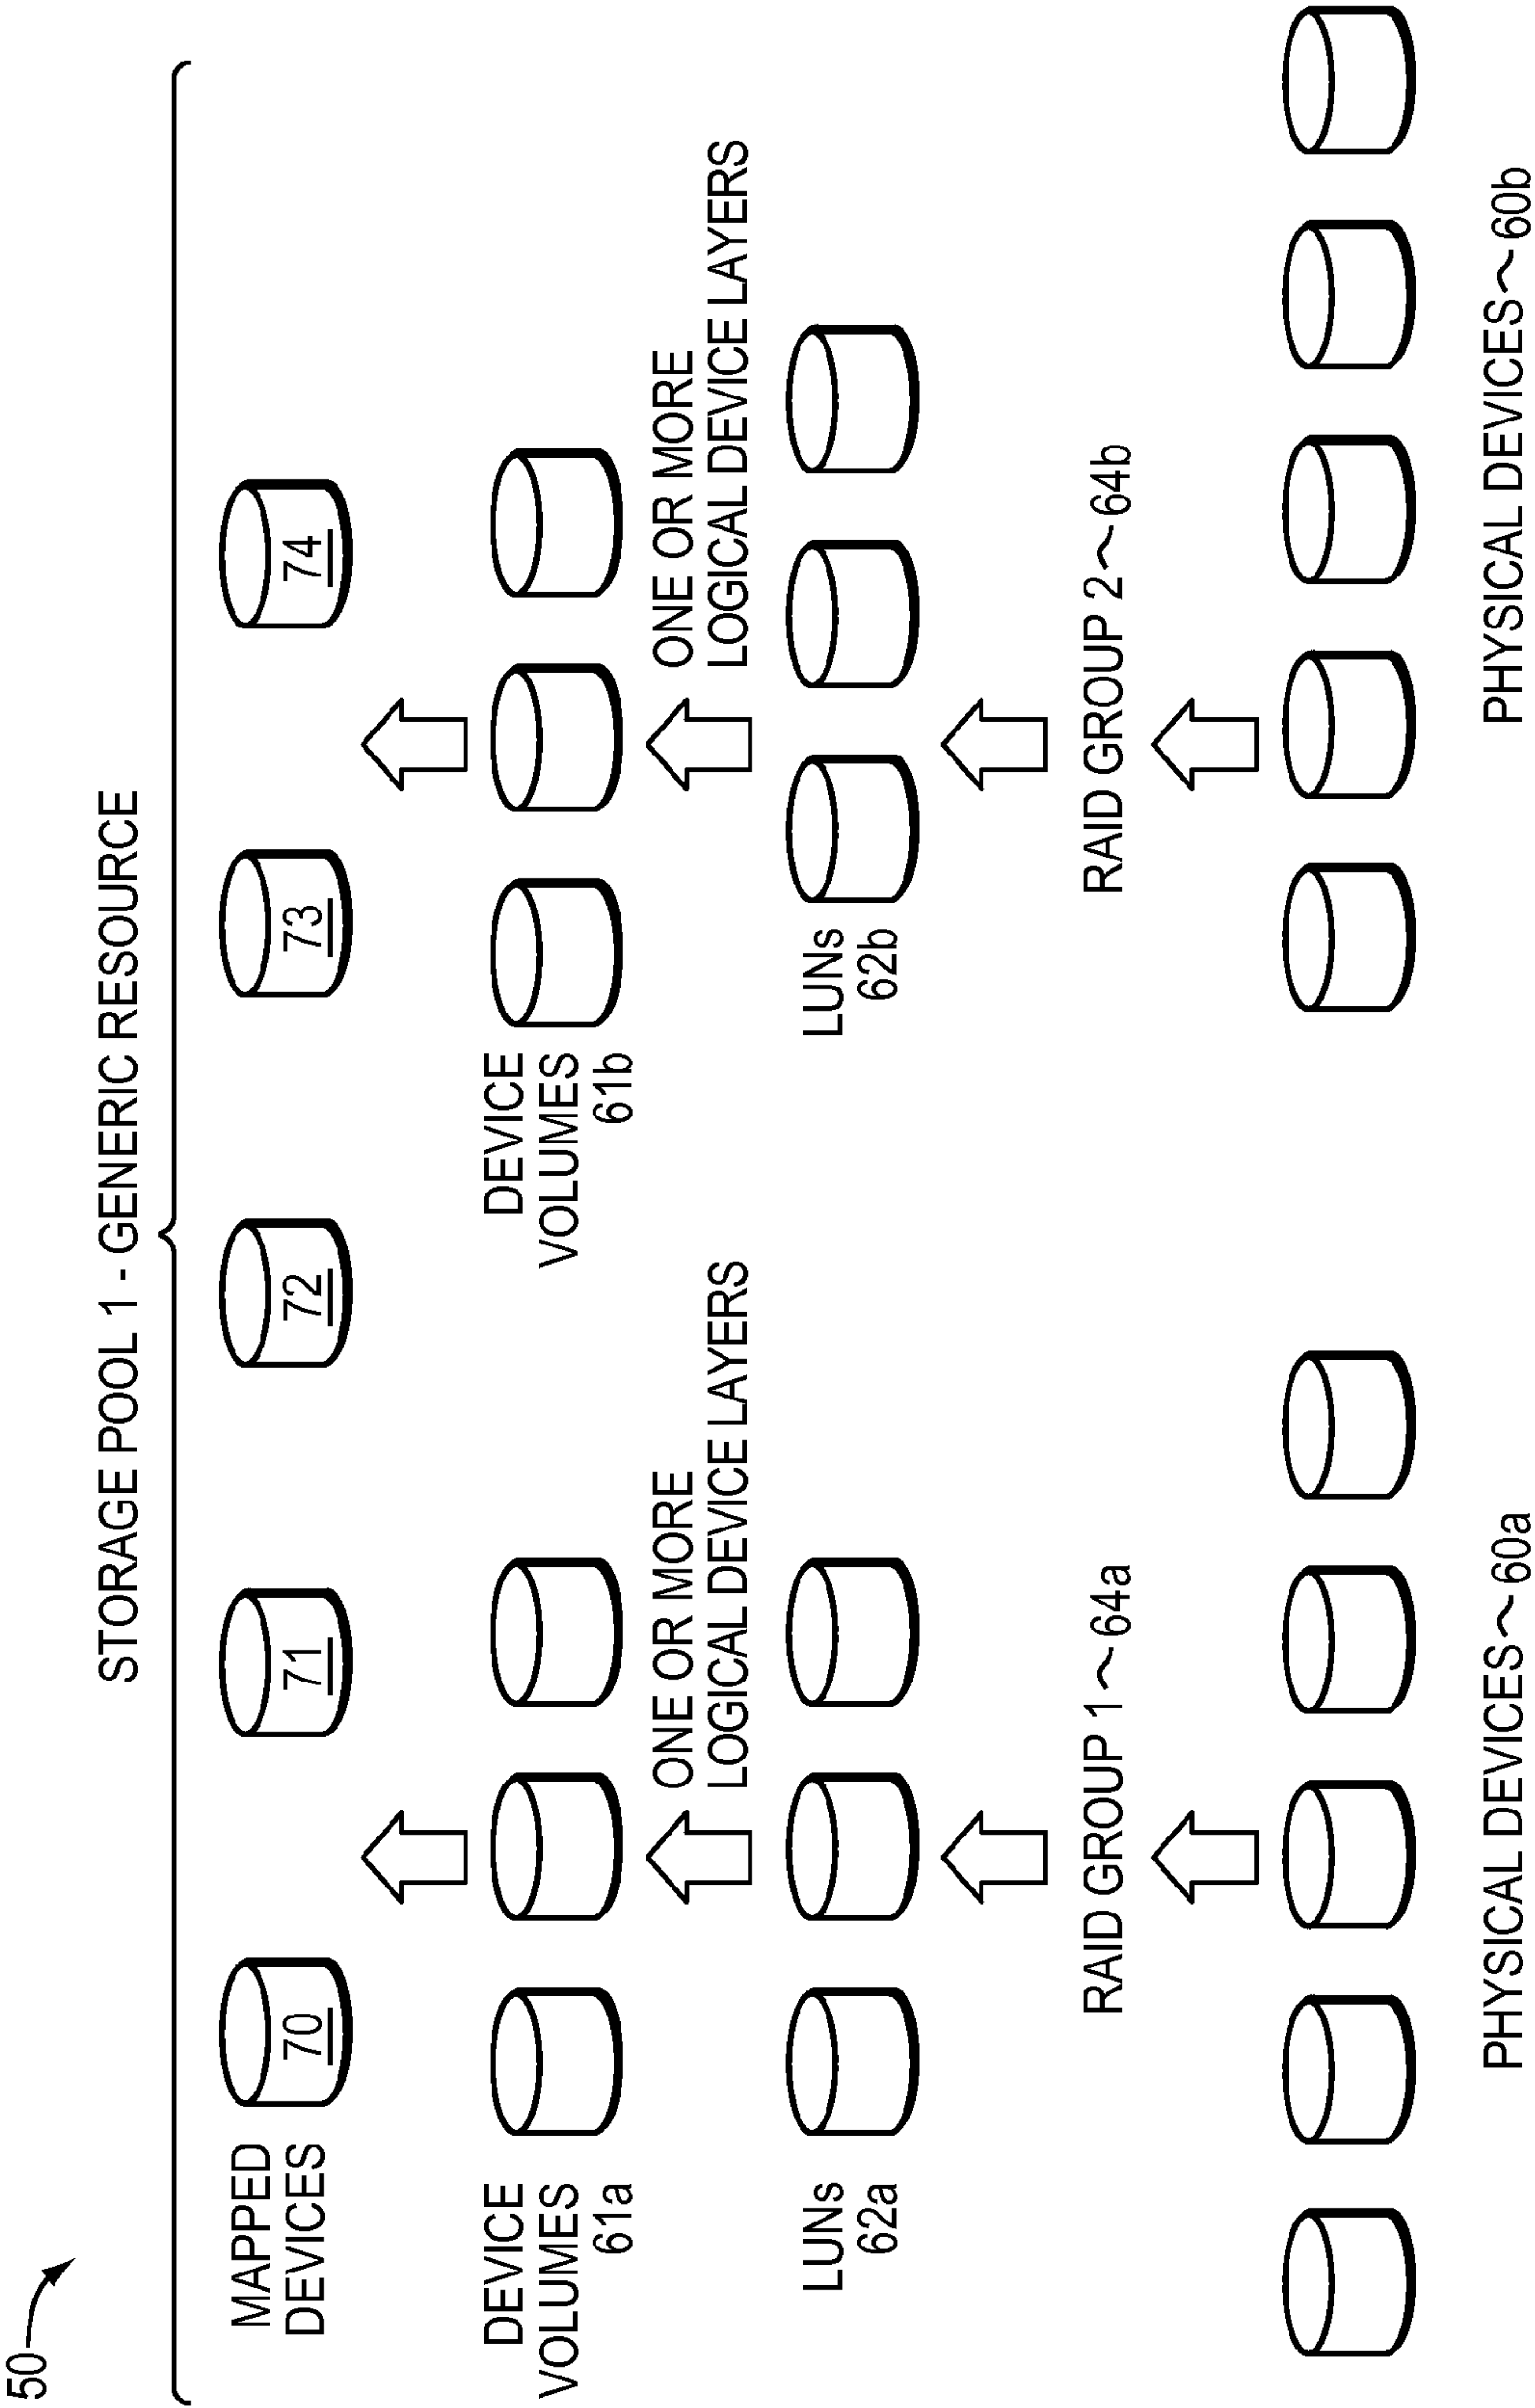 50
STORAGE POOL 1 - GENERIC RESOURCE
MAPPED
DEVICES
70
71
72
73
74
DEVICE
VOLUMES
61a
DEVICE
VOLUMES
61b
ONE OR MORE
LOGICAL DEVICE LAYERS
ONE OR MORE
LOGICAL DEVICE LAYERS
LUNs
62a
LUNs
62b
RAID GROUP 1~64a
RAID GROUP 2~64b
PHYSICAL DEVICES~60a
PHYSICAL DEVICES~60b